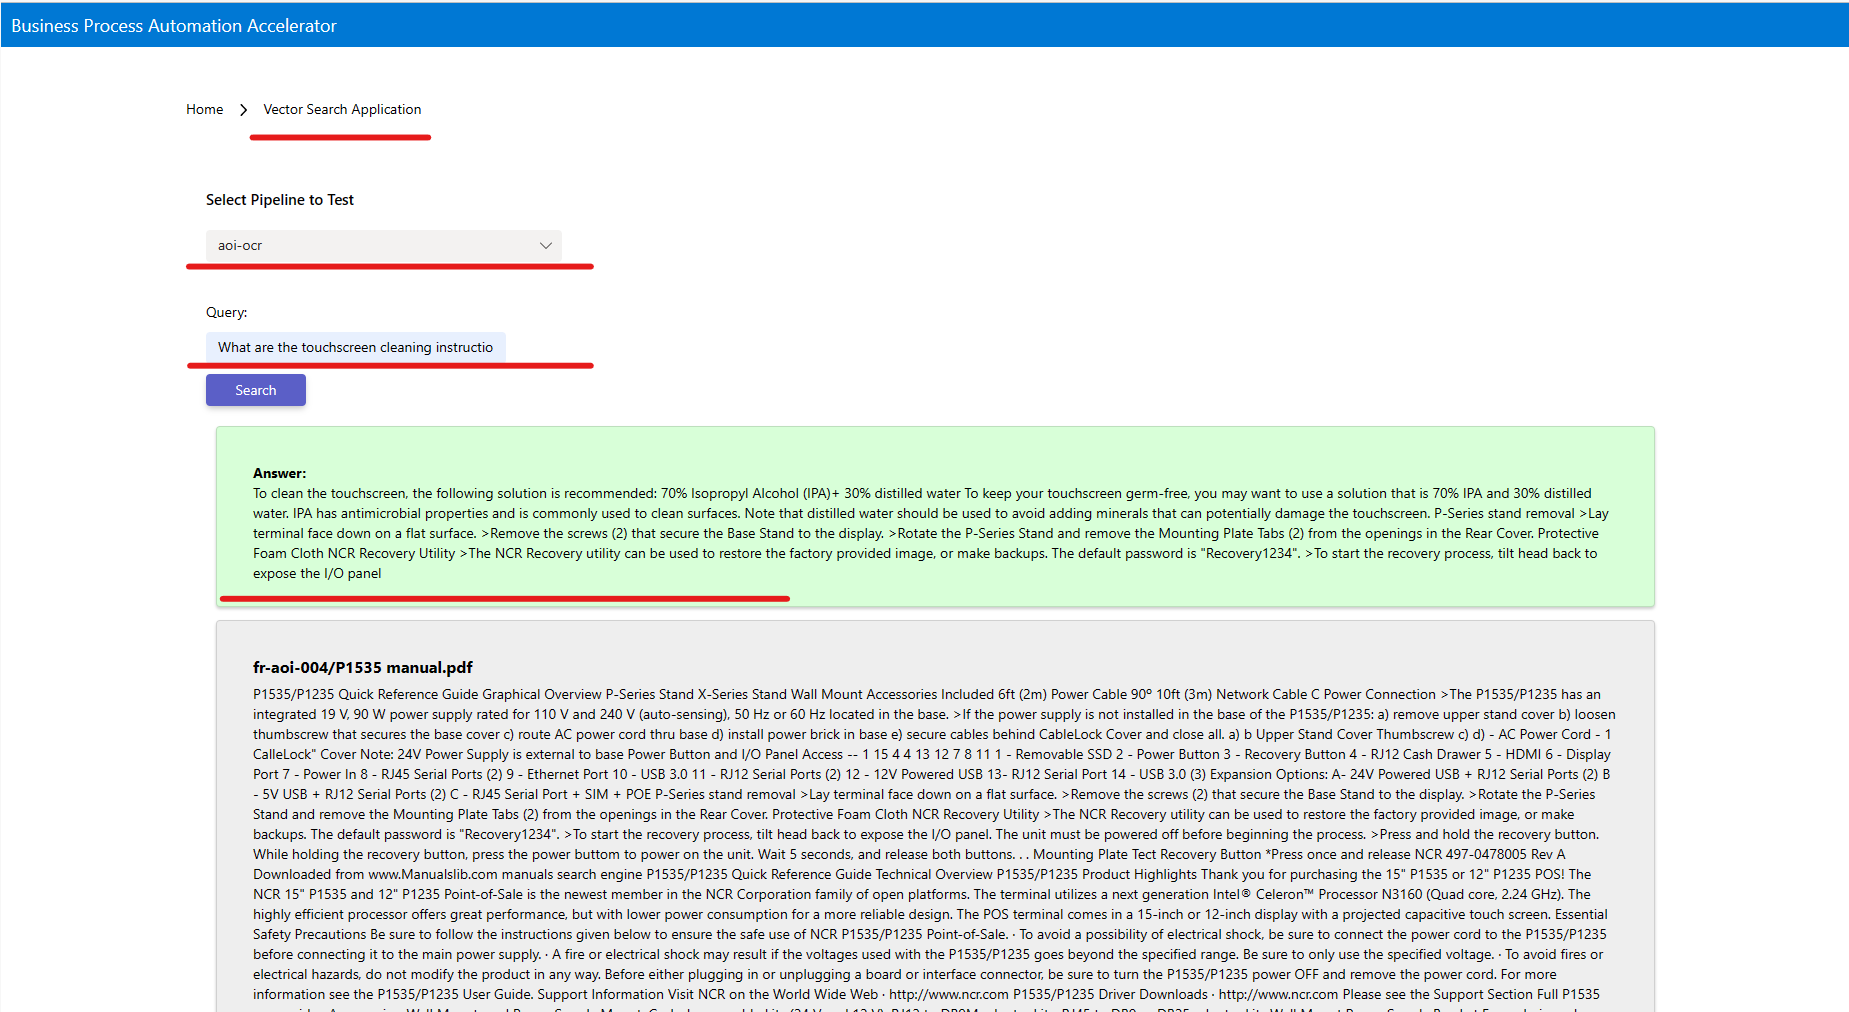 Business Process Automation Accelerator
Home > Vector Search Application
Select Pipeline to Test
aoi-ocr
Query:
What are the touchscreen cleaning instructio
Search
Answer:
To clean the touchscreen, the following solution is recommended: 70% Isopropyl Alcohol (IPA)+ 30% distilled water To keep your touchscreen germ-free, you may want to use a solution that is 70% IPA and 30% distilled
water. IPA has antimicrobial properties and is commonly used to clean surfaces. Note that distilled water should be used to avoid adding minerals that can potentially damage the touchscreen. P-Series stand removal >Lay
terminal face down on a flat surface. >Remove the screws (2) that secure the Base Stand to the display. >Rotate the P-Series Stand and remove the Mounting Plate Tabs (2) from the openings in the Rear Cover. Protective
Foam Cloth NCR Recovery Utility >The NCR Recovery utility can be used to restore the factory provided image, or make backups. The default password is "Recovery1234". >To start the recovery process, tilt head back to
expose the I/O panel
fr-aoi-004/P1535 manual.pdf
P1535/P1235 Quick Reference Guide Graphical Overview P-Series Stand X-Series Stand Wall Mount Accessories Included 6ft (2m) Power Cable 90º 10ft (3m) Network Cable C Power Connection >The P1535/P1235 has an
integrated 19 V, 90 W power supply rated for 110 V and 240 V (auto-sensing), 50 Hz or 60 Hz located in the base. >If the power supply is not installed in the base of the P1535/P1235: a) remove upper stand cover b) loosen
thumbscrew that secures the base cover c) route AC power cord thru base d) install power brick in base e) secure cables behind CableLock Cover and close all. a) b Upper Stand Cover Thumbscrew c) d) - AC Power Cord - 1
CalleLock" Cover Note: 24V Power Supply is external to base Power Button and I/O Panel Access -- 1 15 4 4 13 12 7 8 11 1 - Removable SSD 2 - Power Button 3 - Recovery Button 4 - RJ12 Cash Drawer 5 - HDMI 6 - Display
Port 7 - Power In 8 - RJ45 Serial Ports (2) 9 - Ethernet Port 10 - USB 3.0 11 - RJ12 Serial Ports (2) 12 - 12V Powered USB 13- RJ12 Serial Port 14 - USB 3.0 (3) Expansion Options: A- 24V Powered USB + RJ12 Serial Ports (2) B
- 5V USB + RJ12 Serial Ports (2) C - RJ45 Serial Port + SIM + POE P-Series stand removal >Lay terminal face down on a flat surface. >Remove the screws (2) that secure the Base Stand to the display. >Rotate the P-Series
Stand and remove the Mounting Plate Tabs (2) from the openings in the Rear Cover. Protective Foam Cloth NCR Recovery Utility >The NCR Recovery utility can be used to restore the factory provided image, or make
backups. The default password is "Recovery1234". >To start the recovery process, tilt head back to expose the I/O panel. The unit must be powered off before beginning the process. >Press and hold the recovery button.
While holding the recovery button, press the power buttom to power on the unit. Wait 5 seconds, and release both buttons. . . Mounting Plate Tect Recovery Button *Press once and release NCR 497-0478005 Rev A
Downloaded from www.Manualslib.com manuals search engine P1535/P1235 Quick Reference Guide Technical Overview P1535/P1235 Product Highlights Thank you for purchasing the 15" P1535 or 12" P1235 POS! The
NCR 15" P1535 and 12" P1235 Point-of-Sale is the newest member in the NCR Corporation family of open platforms. The terminal utilizes a next generation Intel® Celeron™ Processor N3160 (Quad core, 2.24 GHz). The
highly efficient processor offers great performance, but with lower power consumption for a more reliable design. The POS terminal comes in a 15-inch or 12-inch display with a projected capacitive touch screen. Essential
Safety Precautions Be sure to follow the instructions given below to ensure the safe use of NCR P1535/P1235 Point-of-Sale. · To avoid a possibility of electrical shock, be sure to connect the power cord to the P1535/P1235
before connecting it to the main power supply. · A fire or electrical shock may result if the voltages used with the P1535/P1235 goes beyond the specified range. Be sure to only use the specified voltage. · To avoid fires or
electrical hazards, do not modify the product in any way. Before either plugging in or unplugging a board or interface connector, be sure to turn the P1535/P1235 power OFF and remove the power cord. For more
information see the P1535/P1235 User Guide. Support Information Visit NCR on the World Wide Web · http://www.ncr.com P1535/P1235 Driver Downloads · http://www.ncr.com Please see the Support Section Full P1535